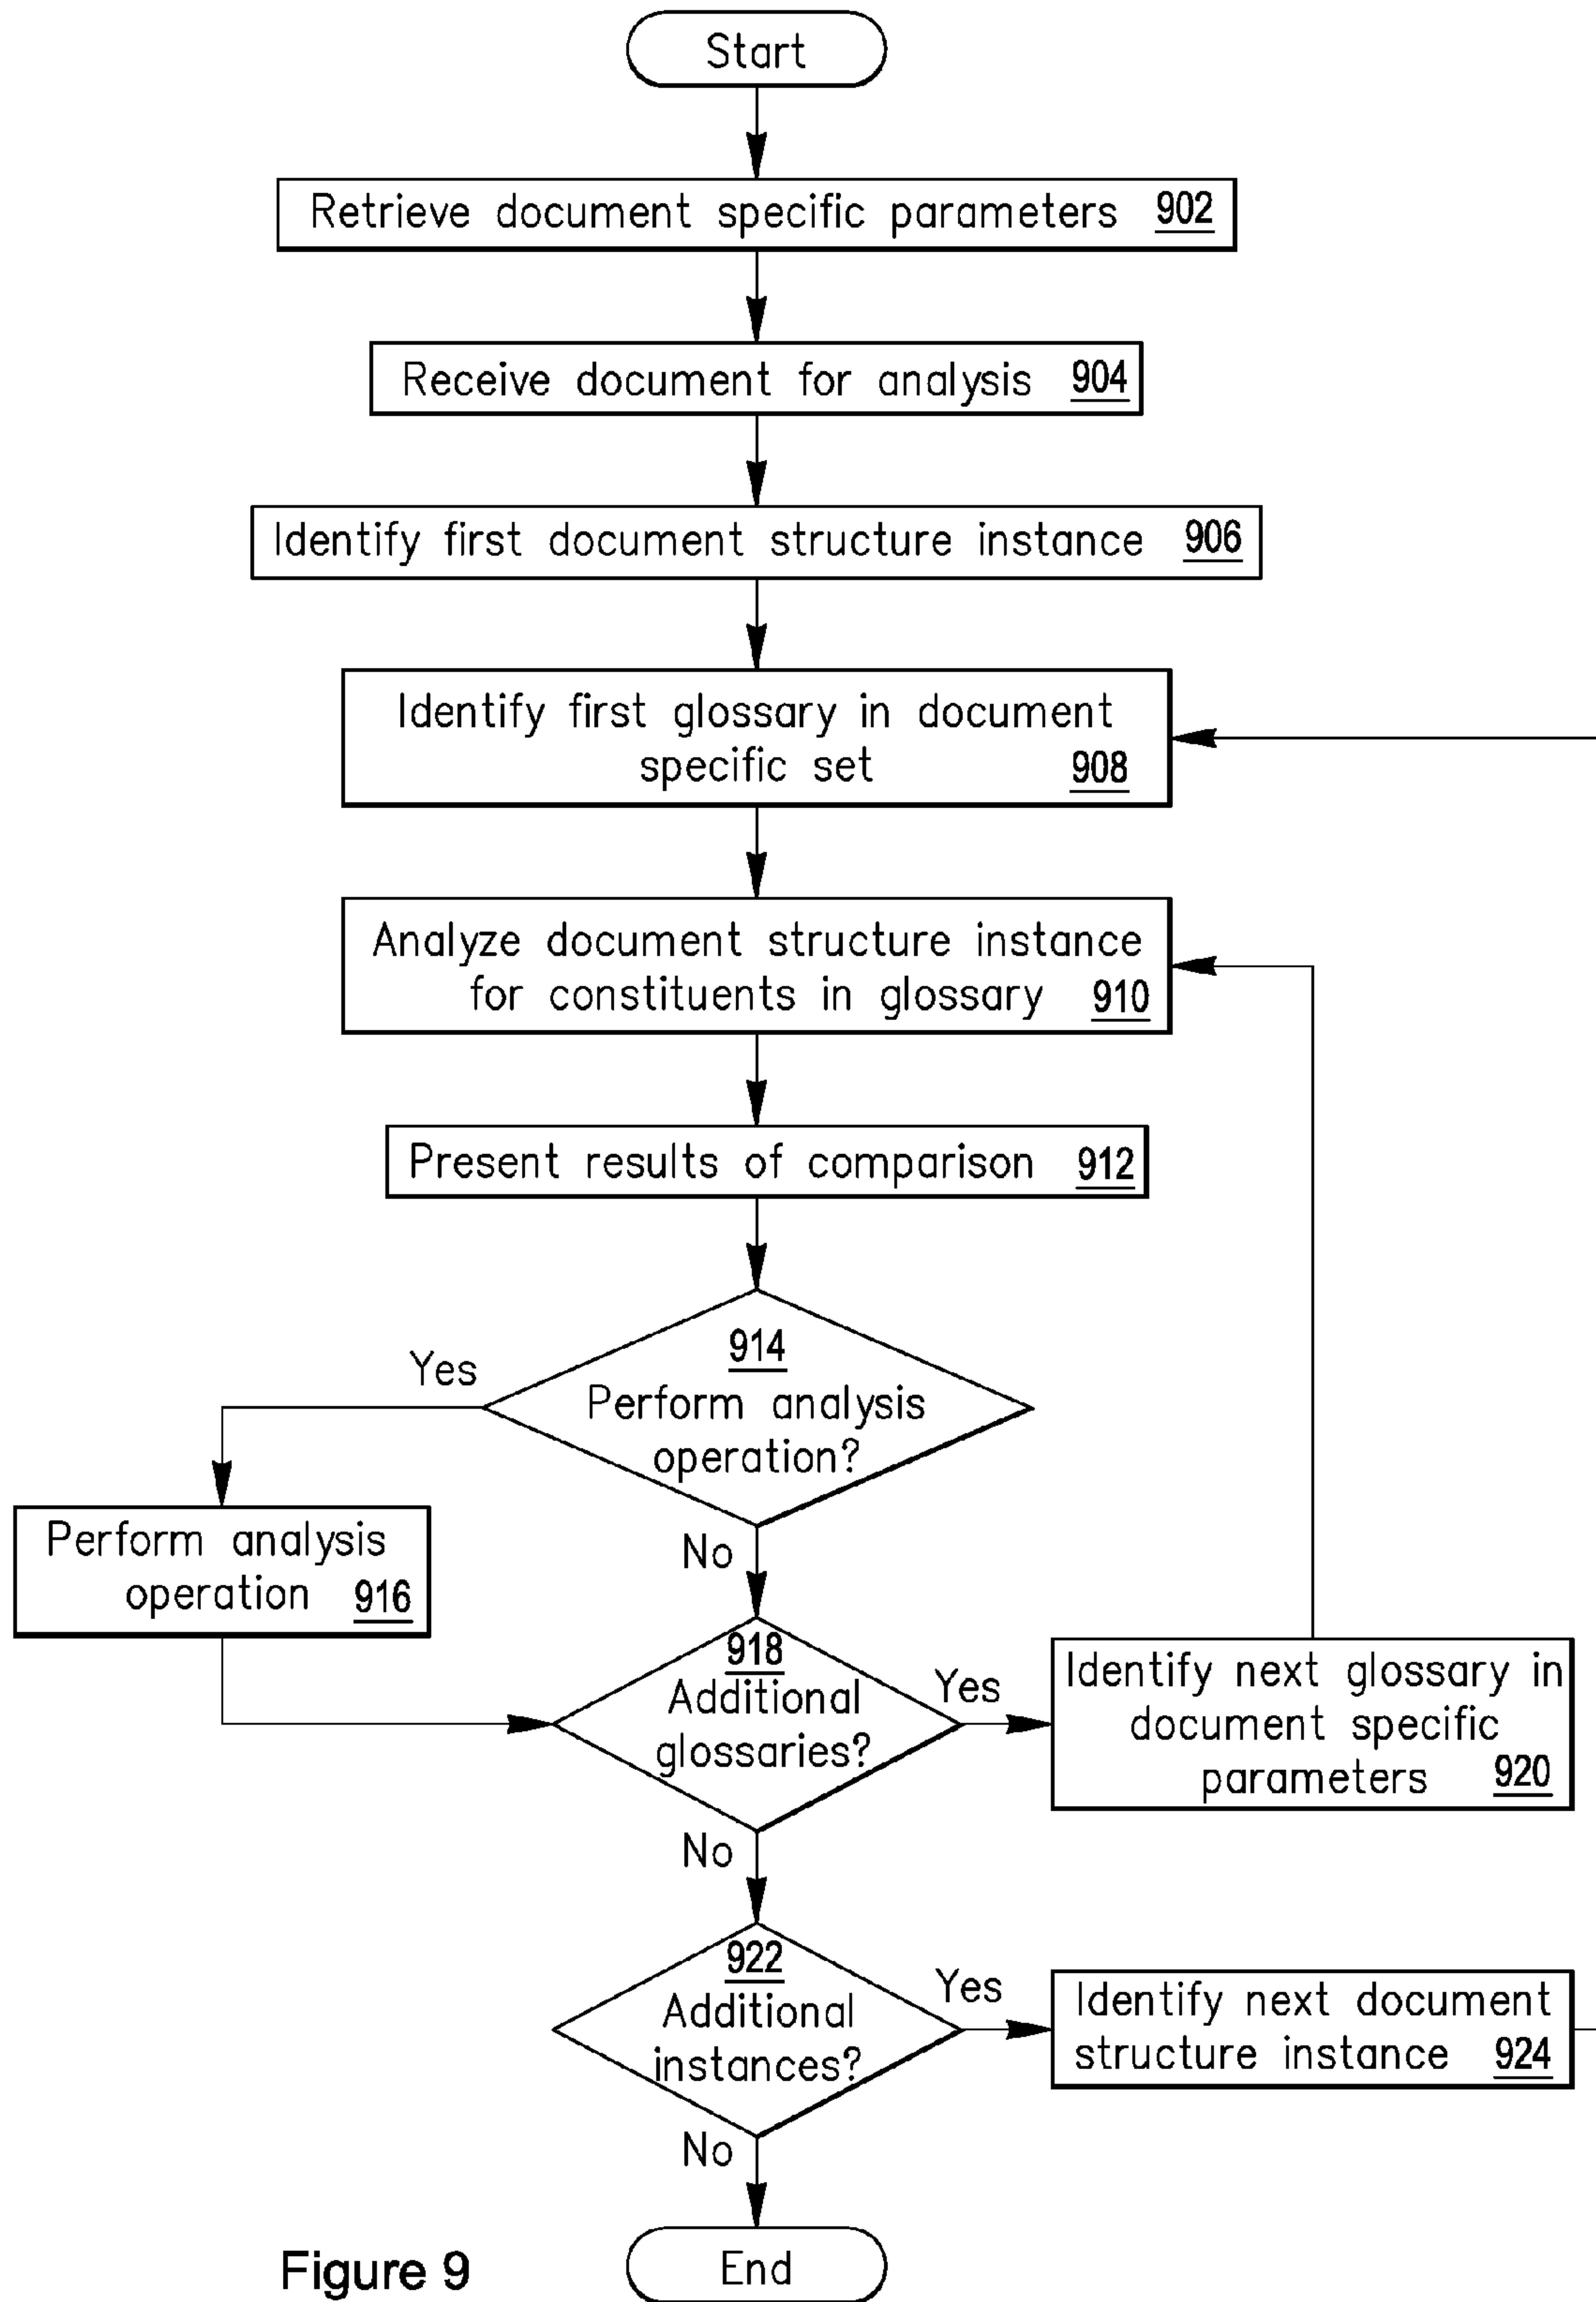 Start
Retrieve document specific parameters 902
Receive document for analysis 904
Identify first document structure instance 906
Identify first glossary in document
specific set 908
Analyze document structure instance
for constituents in glossary 910
Present results of comparison 912
914
Yes
Perform analysis
operation?
Perform analysis
operation 916
No
918
Additional
glossaries?
Yes
Identify next glossary in
document specific
parameters 920
No
922
Additional
instances?
Yes
Identify next document
structure instance 924
No
End
Figure 9